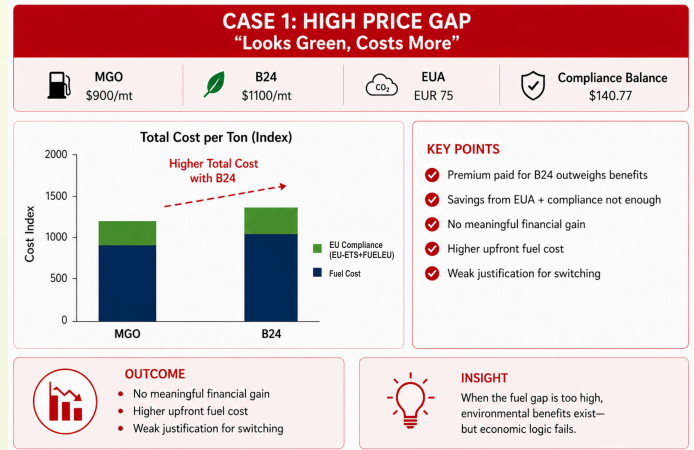 CASE 1: HIGH PRICE GAP
“Looks Green, Costs More”
MGO
$900/mt
B24
$1100/mt
CO₂
EUA
EUR 75
Compliance Balance
$140.77
Total Cost per Ton (Index)
Higher Total Cost
with B24
Cost Index
2000
1500
1000
500
0
MGO
B24
EU Compliance
(EU-ETS+FUELEU)
Fuel Cost
KEY POINTS
Premium paid for B24 outweighs benefits
Savings from EUA + compliance not enough
No meaningful financial gain
Higher upfront fuel cost
Weak justification for switching
OUTCOME
• No meaningful financial gain
• Higher upfront fuel cost
• Weak justification for switching
INSIGHT
When the fuel gap is too high,
environmental benefits exist—
but economic logic fails.